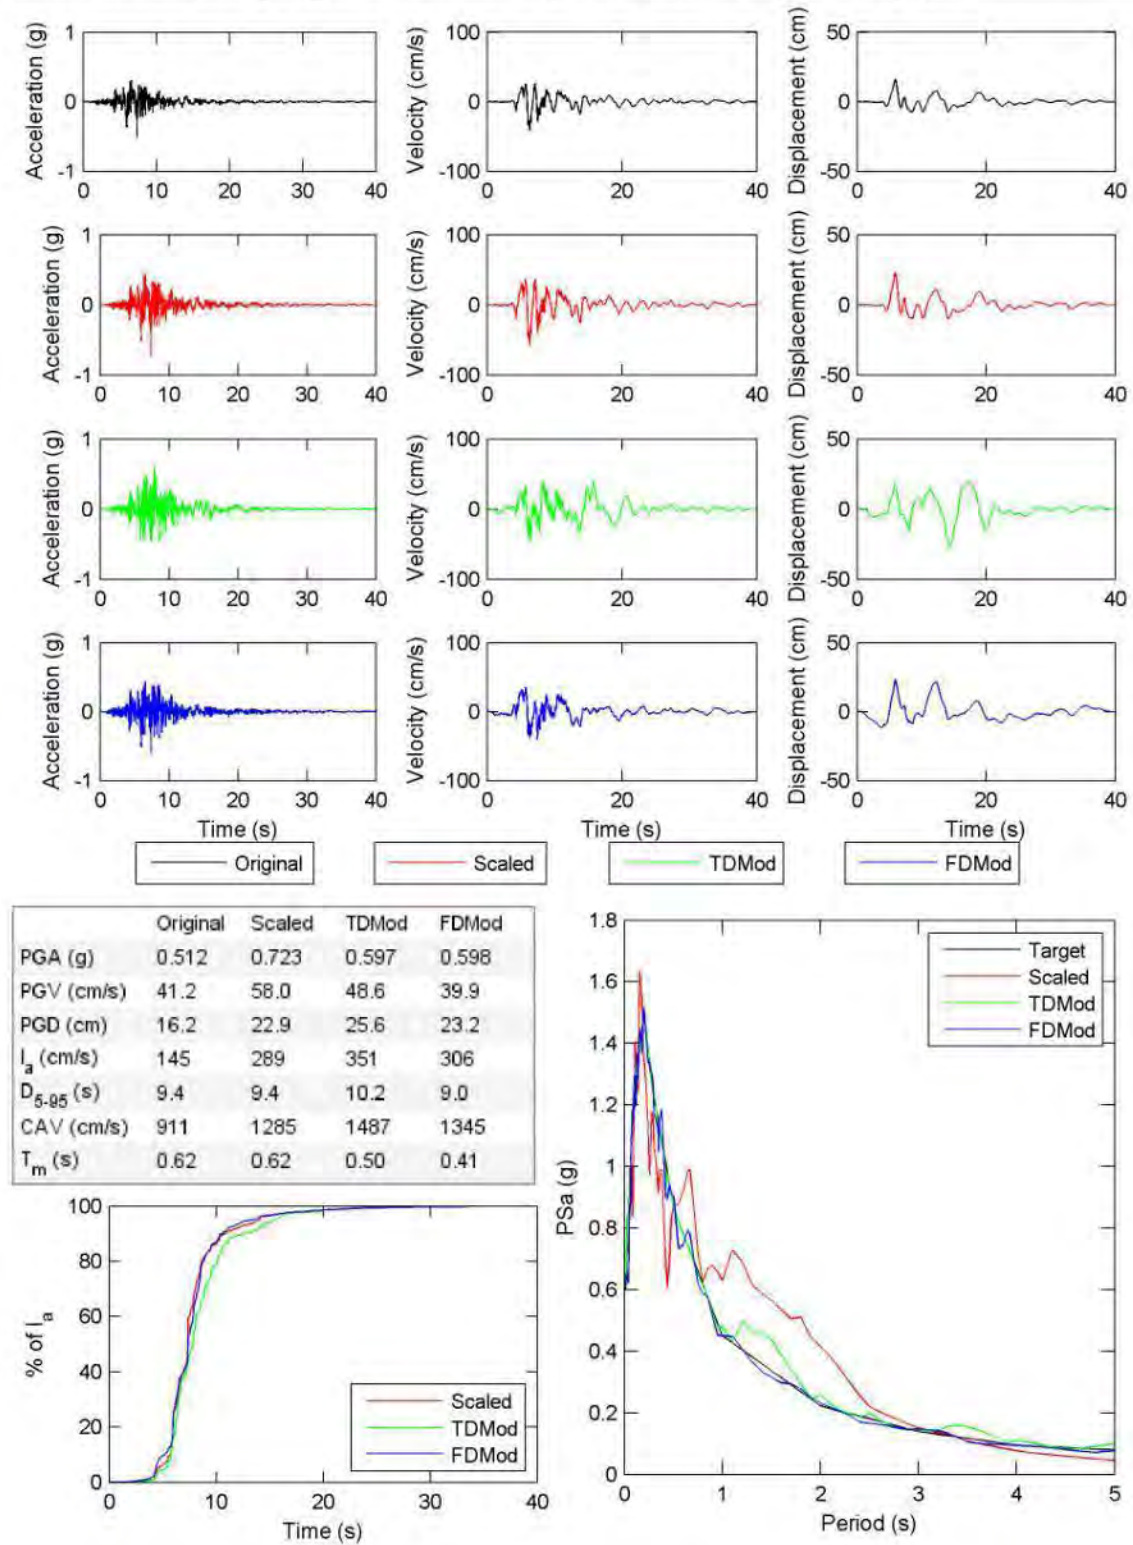 Acceleration (g)
1
0
-1
0 10 20 30 40
Velocity (cm/s)
100
0
-100
0 20 40
Displacement (cm)
50
0
-50
0 20 40
Acceleration (g)
1
0
-1
0 10 20 30 40
Velocity (cm/s)
100
0
-100
0 20 40
Displacement (cm)
50
0
-50
0 20 40
Acceleration (g)
1
0
-1
0 10 20 30 40
Velocity (cm/s)
100
0
-100
0 20 40
Displacement (cm)
50
0
-50
0 20 40
Acceleration (g)
1
0
-1
0 10 20 30 40
Time (s)
Velocity (cm/s)
100
0
-100
0 20 40
Time (s)
Displacement (cm)
50
0
-50
0 20 40
Time (s)
Original Scaled TDMod FDMod
Original Scaled TDMod FDMod
PGA (g) 0.512 0.723 0.597 0.598
PGV (cm/s) 41.2 58.0 48.6 39.9
PGD (cm) 16.2 22.9 25.6 23.2
Ia (cm/s) 145 289 351 306
D5-95 (s) 9.4 9.4 10.2 9.0
CAV (cm/s) 911 1285 1487 1345
Tm (s) 0.62 0.62 0.50 0.41
% of Ia
100
80
60
40
20
0
0 10 20 30 40
Time (s)
Scaled
TDMod
FDMod
PSa (g)
1.8
1.6
1.4
1.2
1
0.8
0.6
0.4
0.2
0
0 1 2 3 4 5
Period (s)
Target
Scaled
TDMod
FDMod